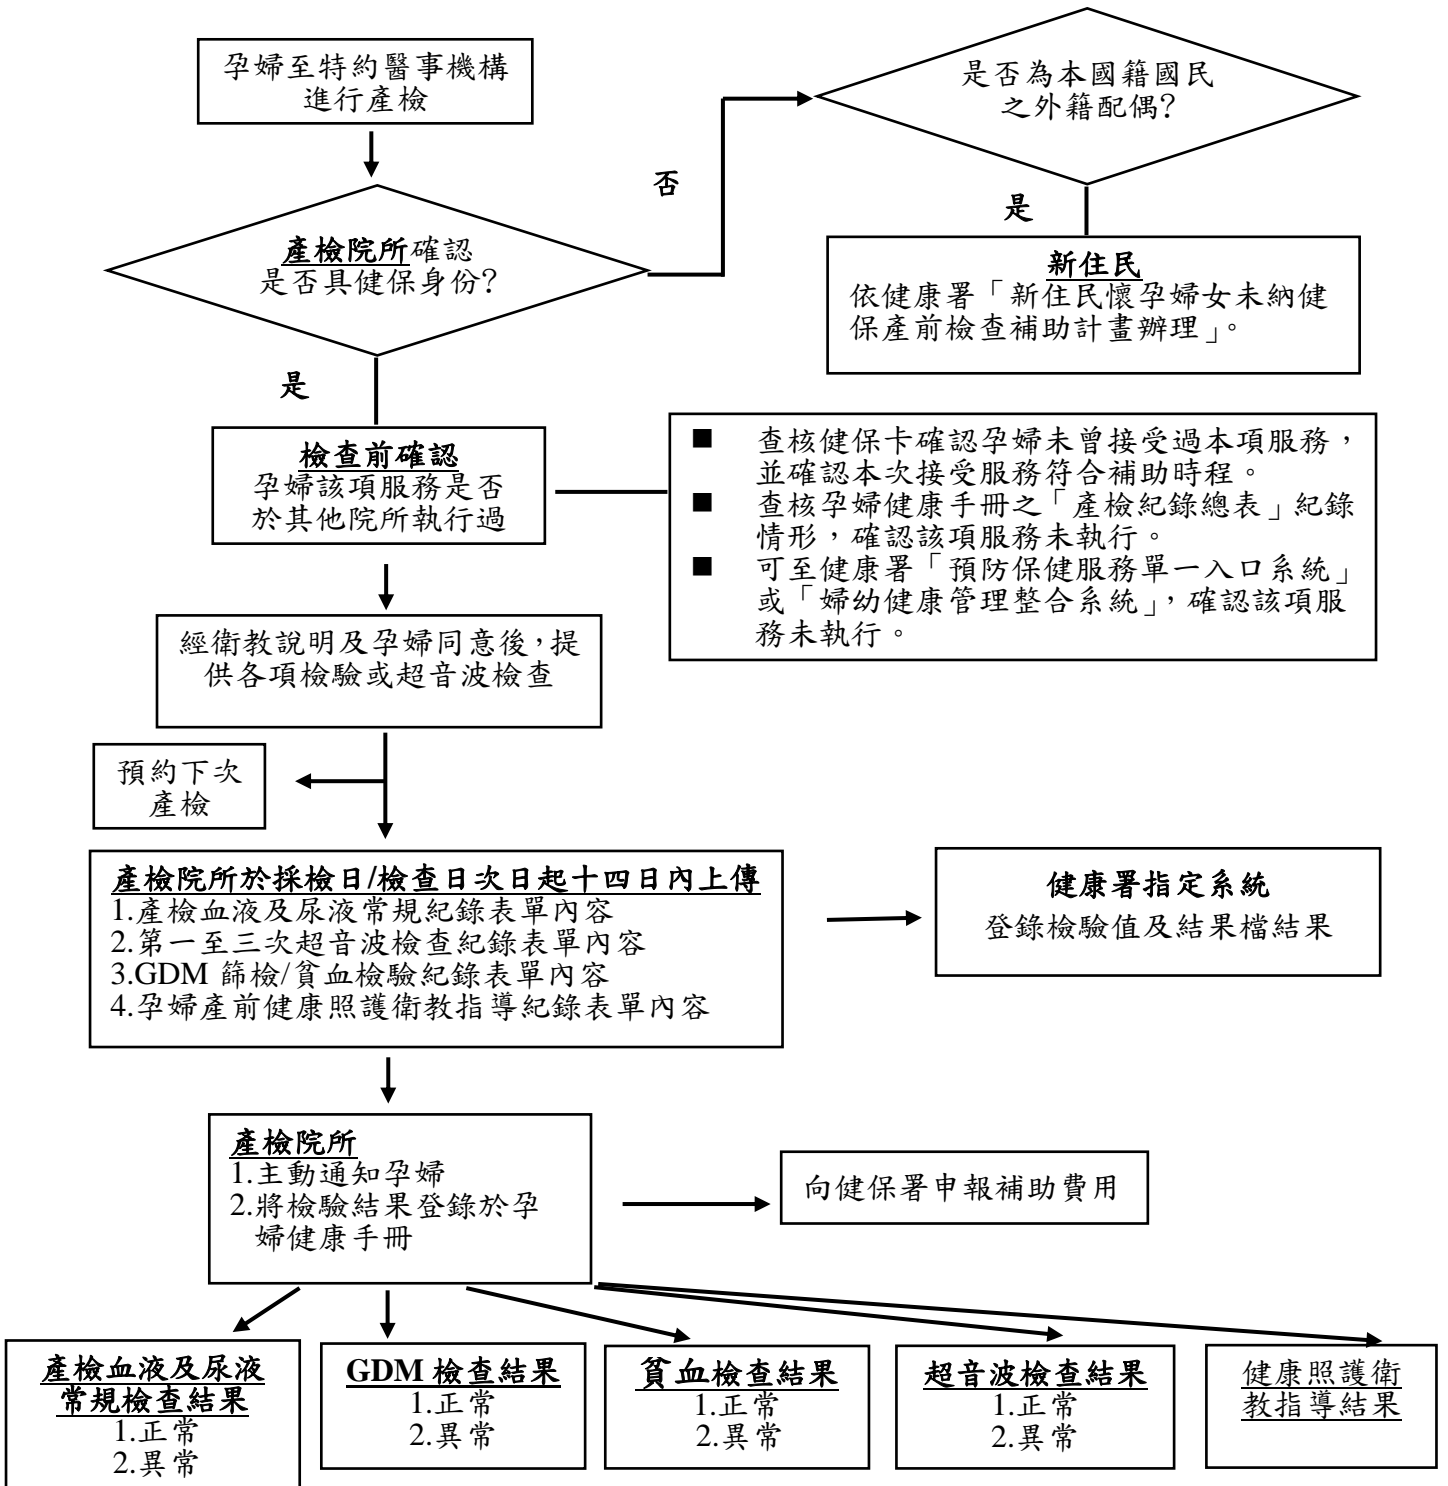 孕婦至特約醫事機構
進行產檢
是否為本國籍國民
之外籍配偶?
否
是
產檢院所確認
是否具健保身份?
新住民
依健康署「新住民懷孕婦女未納健
保產前檢查補助計畫辦理」。
是
檢查前確認
孕婦該項服務是否
於其他院所執行過
■ 查核健保卡確認孕婦未曾接受過本項服務，
並確認本次接受服務符合補助時程。
■ 查核孕婦健康手冊之「產檢紀錄總表」紀錄
情形，確認該項服務未執行。
■ 可至健康署「預防保健服務單一入口系統」
或「婦幼健康管理整合系統」，確認該項服
務未執行。
經衛教說明及孕婦同意後，提
供各項檢驗或超音波檢查
預約下次
產檢
產檢院所於採檢日/檢查日次日起十四日內上傳
1.產檢血液及尿液常規紀錄表單內容
2.第一至三次超音波檢查紀錄表單內容
3.GDM 篩檢/貧血檢驗紀錄表單內容
4.孕婦產前健康照護衛教指導紀錄表單內容
健康署指定系統
登錄檢驗值及結果檔結果
產檢院所
1.主動通知孕婦
2.將檢驗結果登錄於孕
婦健康手冊
向健保署申報補助費用
產檢血液及尿液
常規檢查結果
1.正常
2.異常
GDM 檢查結果
1.正常
2.異常
貧血檢查結果
1.正常
2.異常
超音波檢查結果
1.正常
2.異常
健康照護衛
教指導結果